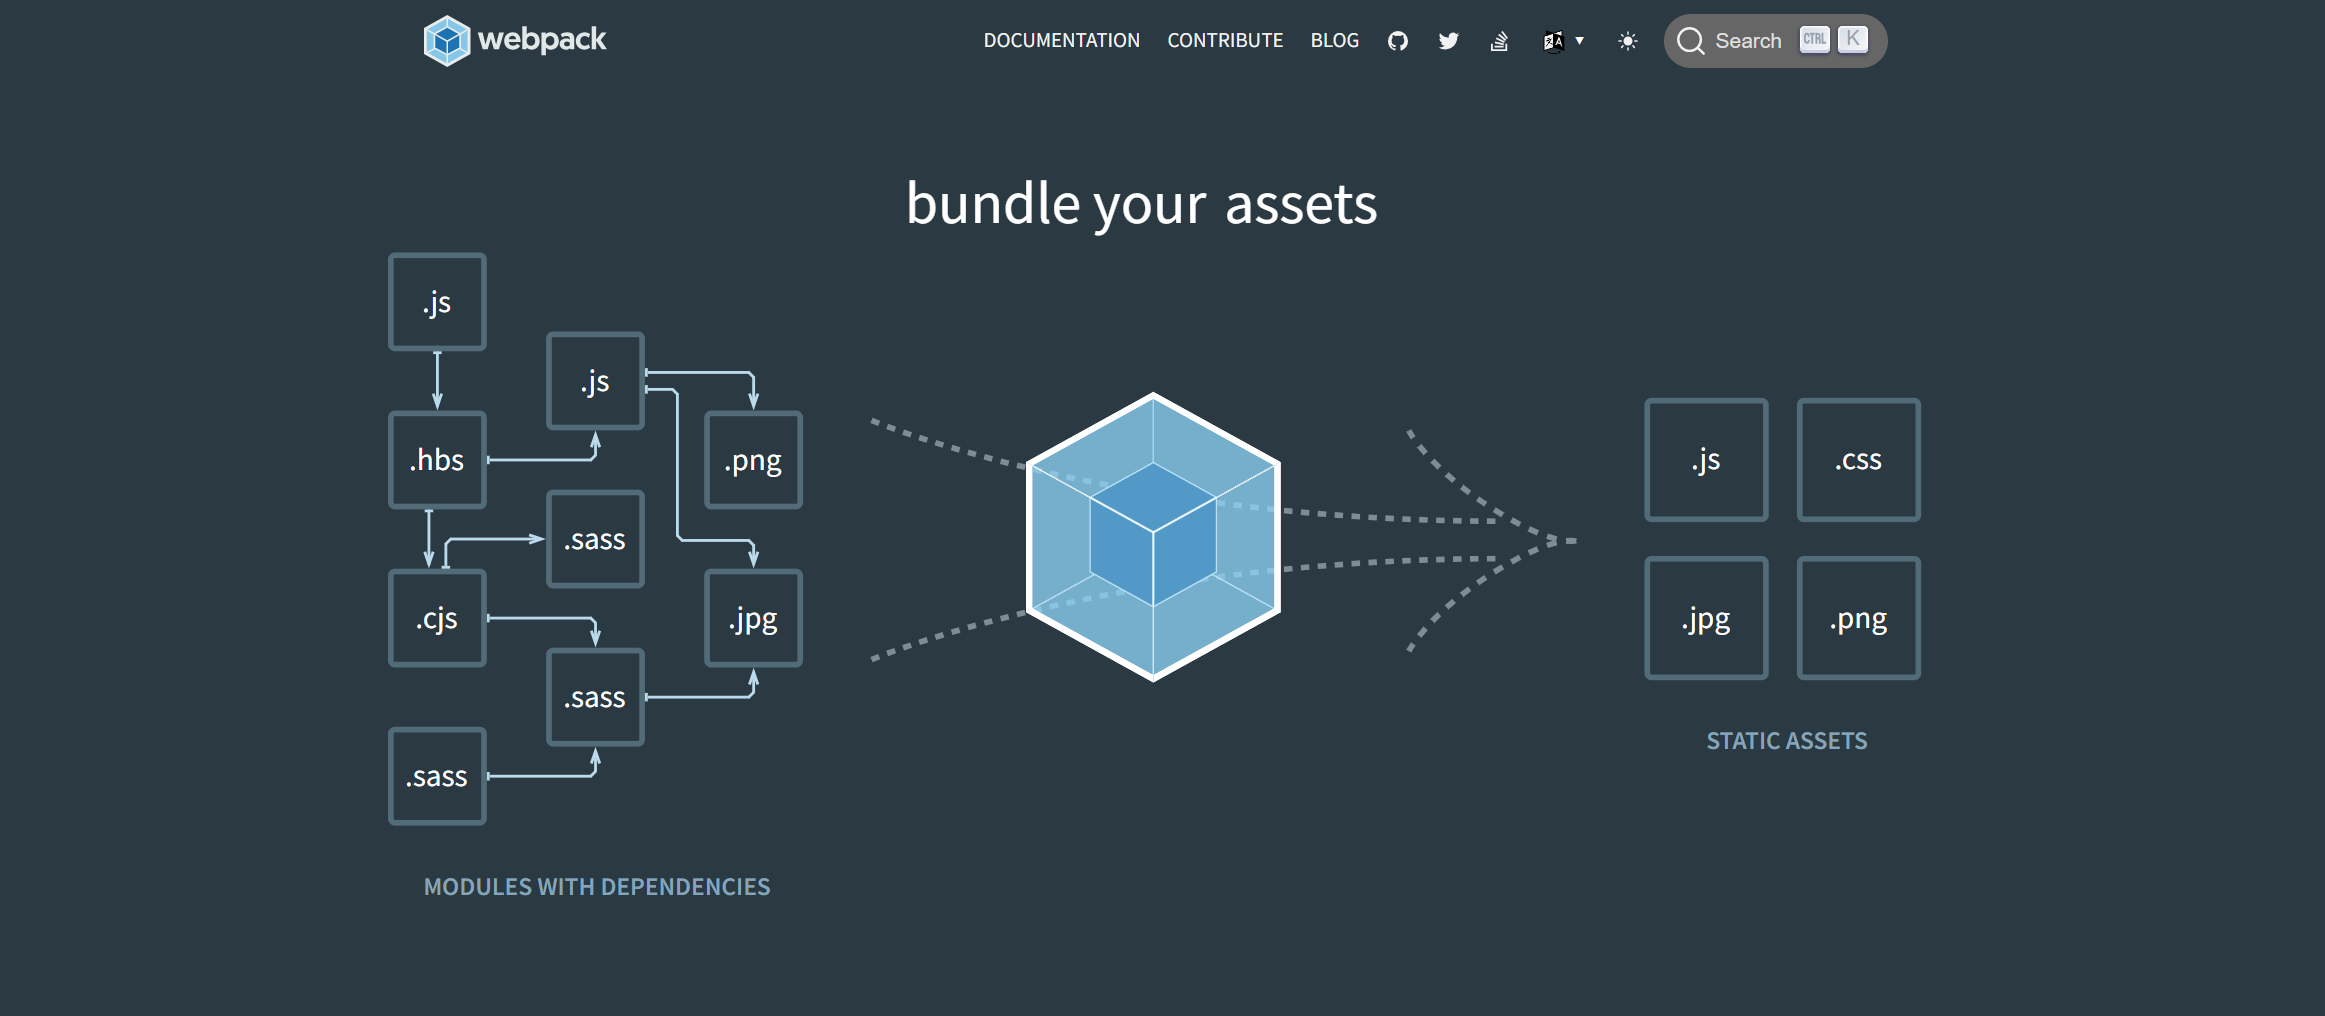 webpack
DOCUMENTATION CONTRIBUTE BLOG
Search CTRL K
bundle your assets
.js
.js
.hbs
.png
.sass
.cjs
.jpg
.sass
.sass
MODULES WITH DEPENDENCIES
.js .css
.jpg .png
STATIC ASSETS